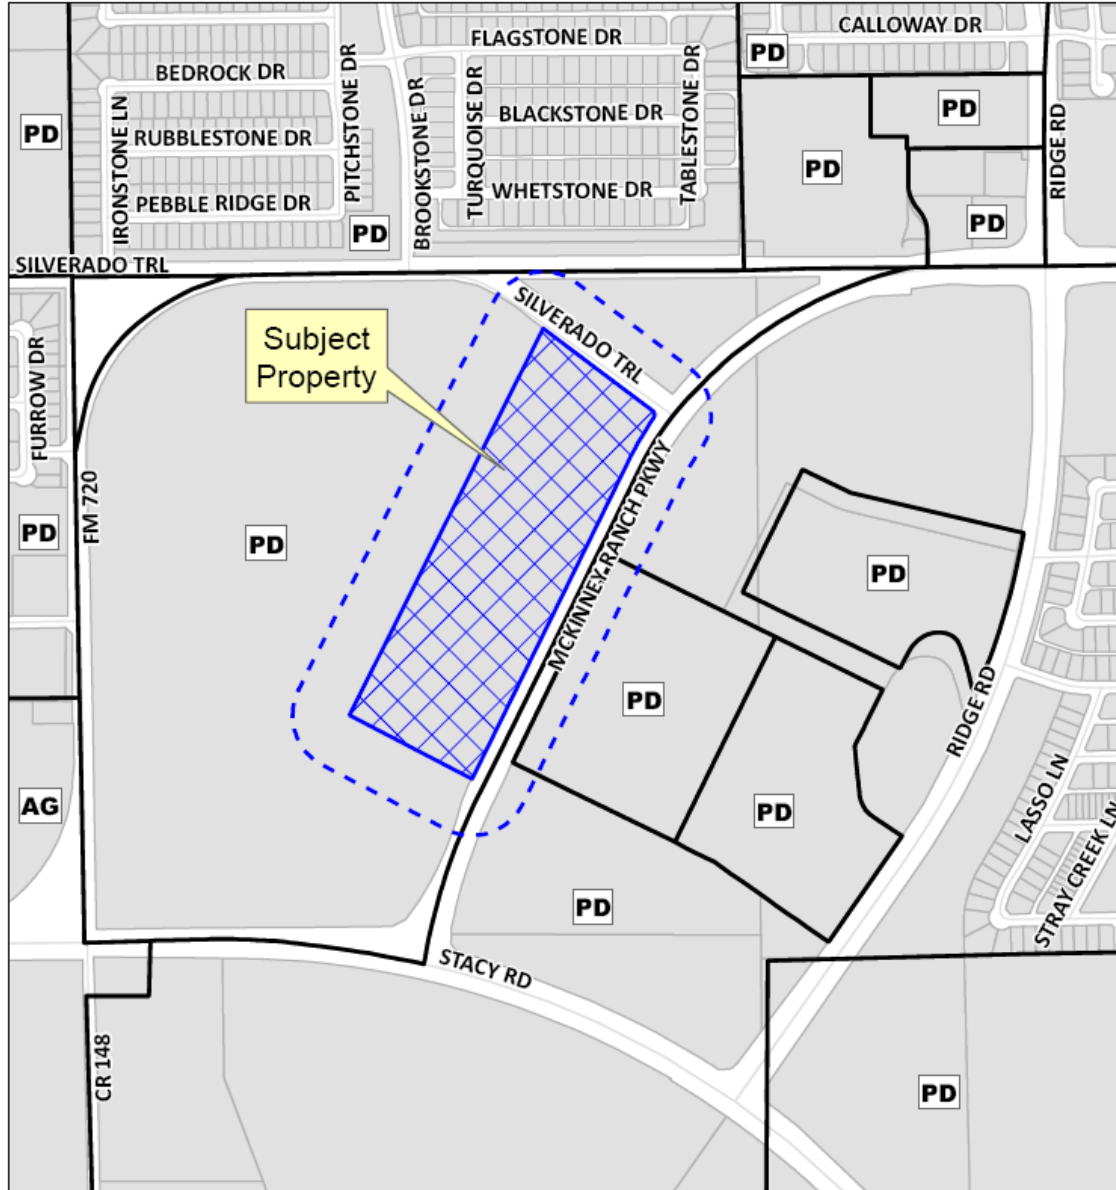 CALLOWAY DR
FLAGSTONE DR
PD
BEDROCK DR
PITCHSTONE DR
TURQUOISE DR
TABLESTONE DR
BROOKSTONE DR
IRONSTONE LN
PD
RIDGE RD
BLACKSTONE DR
PD
RUBBLESTONE DR
PD
WHETSTONE DR
PEBBLE RIDGE DR
PD
PD
SILVERADO TRL
SILVERADO TRL
Subject
Property
FURROW DR
FM 720
MCKINNEY RANCH PKWY
PD
PD
PD
PD
RIDGE RD
AG
PD
LASSO LN
STRAY CREEK LN
PD
STACY RD
CR 148
PD